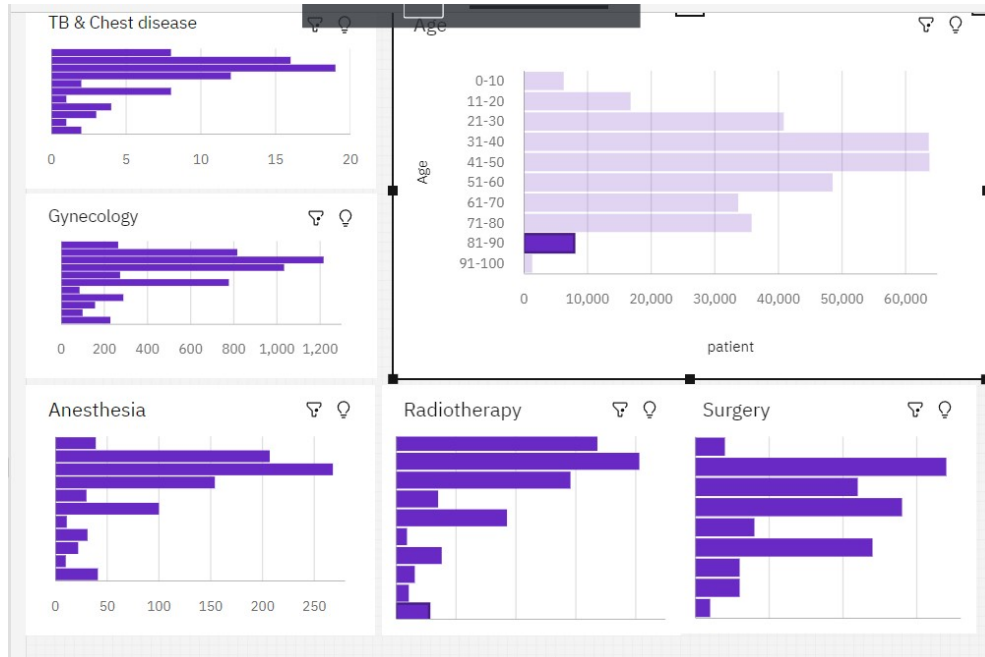 TB & Chest disease
0 5 10 15 20
Gynecology
0 200 400 600 800 1,000 1,200
Age
Age
0-10
11-20
21-30
31-40
41-50
51-60
61-70
71-80
81-90
91-100
0 10,000 20,000 30,000 40,000 50,000 60,000
patient
Anesthesia
0 50 100 150 200 250
Radiotherapy
Surgery